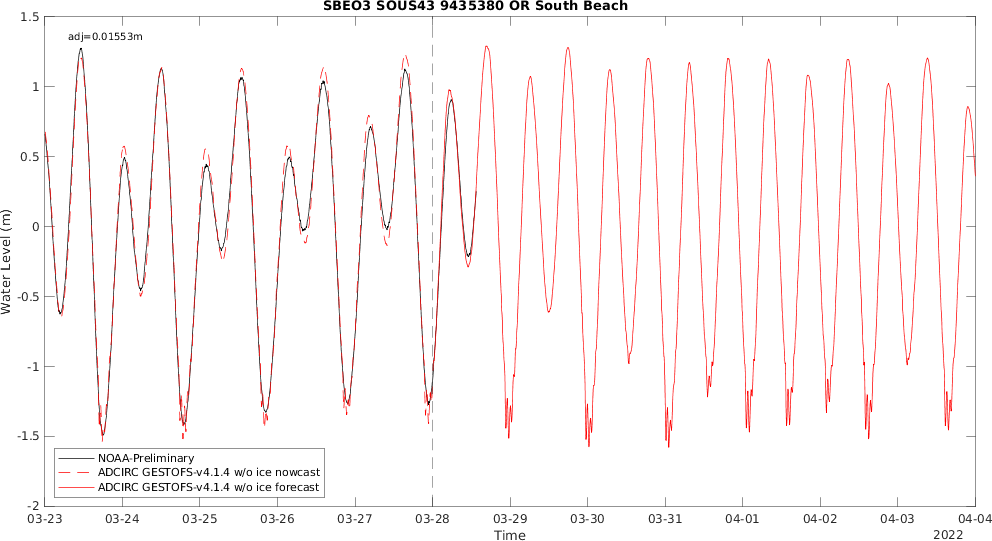 SBEO3 SOUS43 9435380 OR South Beach
adj=0.01553m
1.5
1
0.5
0
-0.5
-1
-1.5
-2
Water Level (m)
NOAA-Preliminary
ADCIRC GESTOFS-v4.1.4 w/o ice nowcast
ADCIRC GESTOFS-v4.1.4 w/o ice forecast
03-23 03-24 03-25 03-26 03-27 03-28 03-29 03-30 03-31 04-01 04-02 04-03 04-04
Time
2022